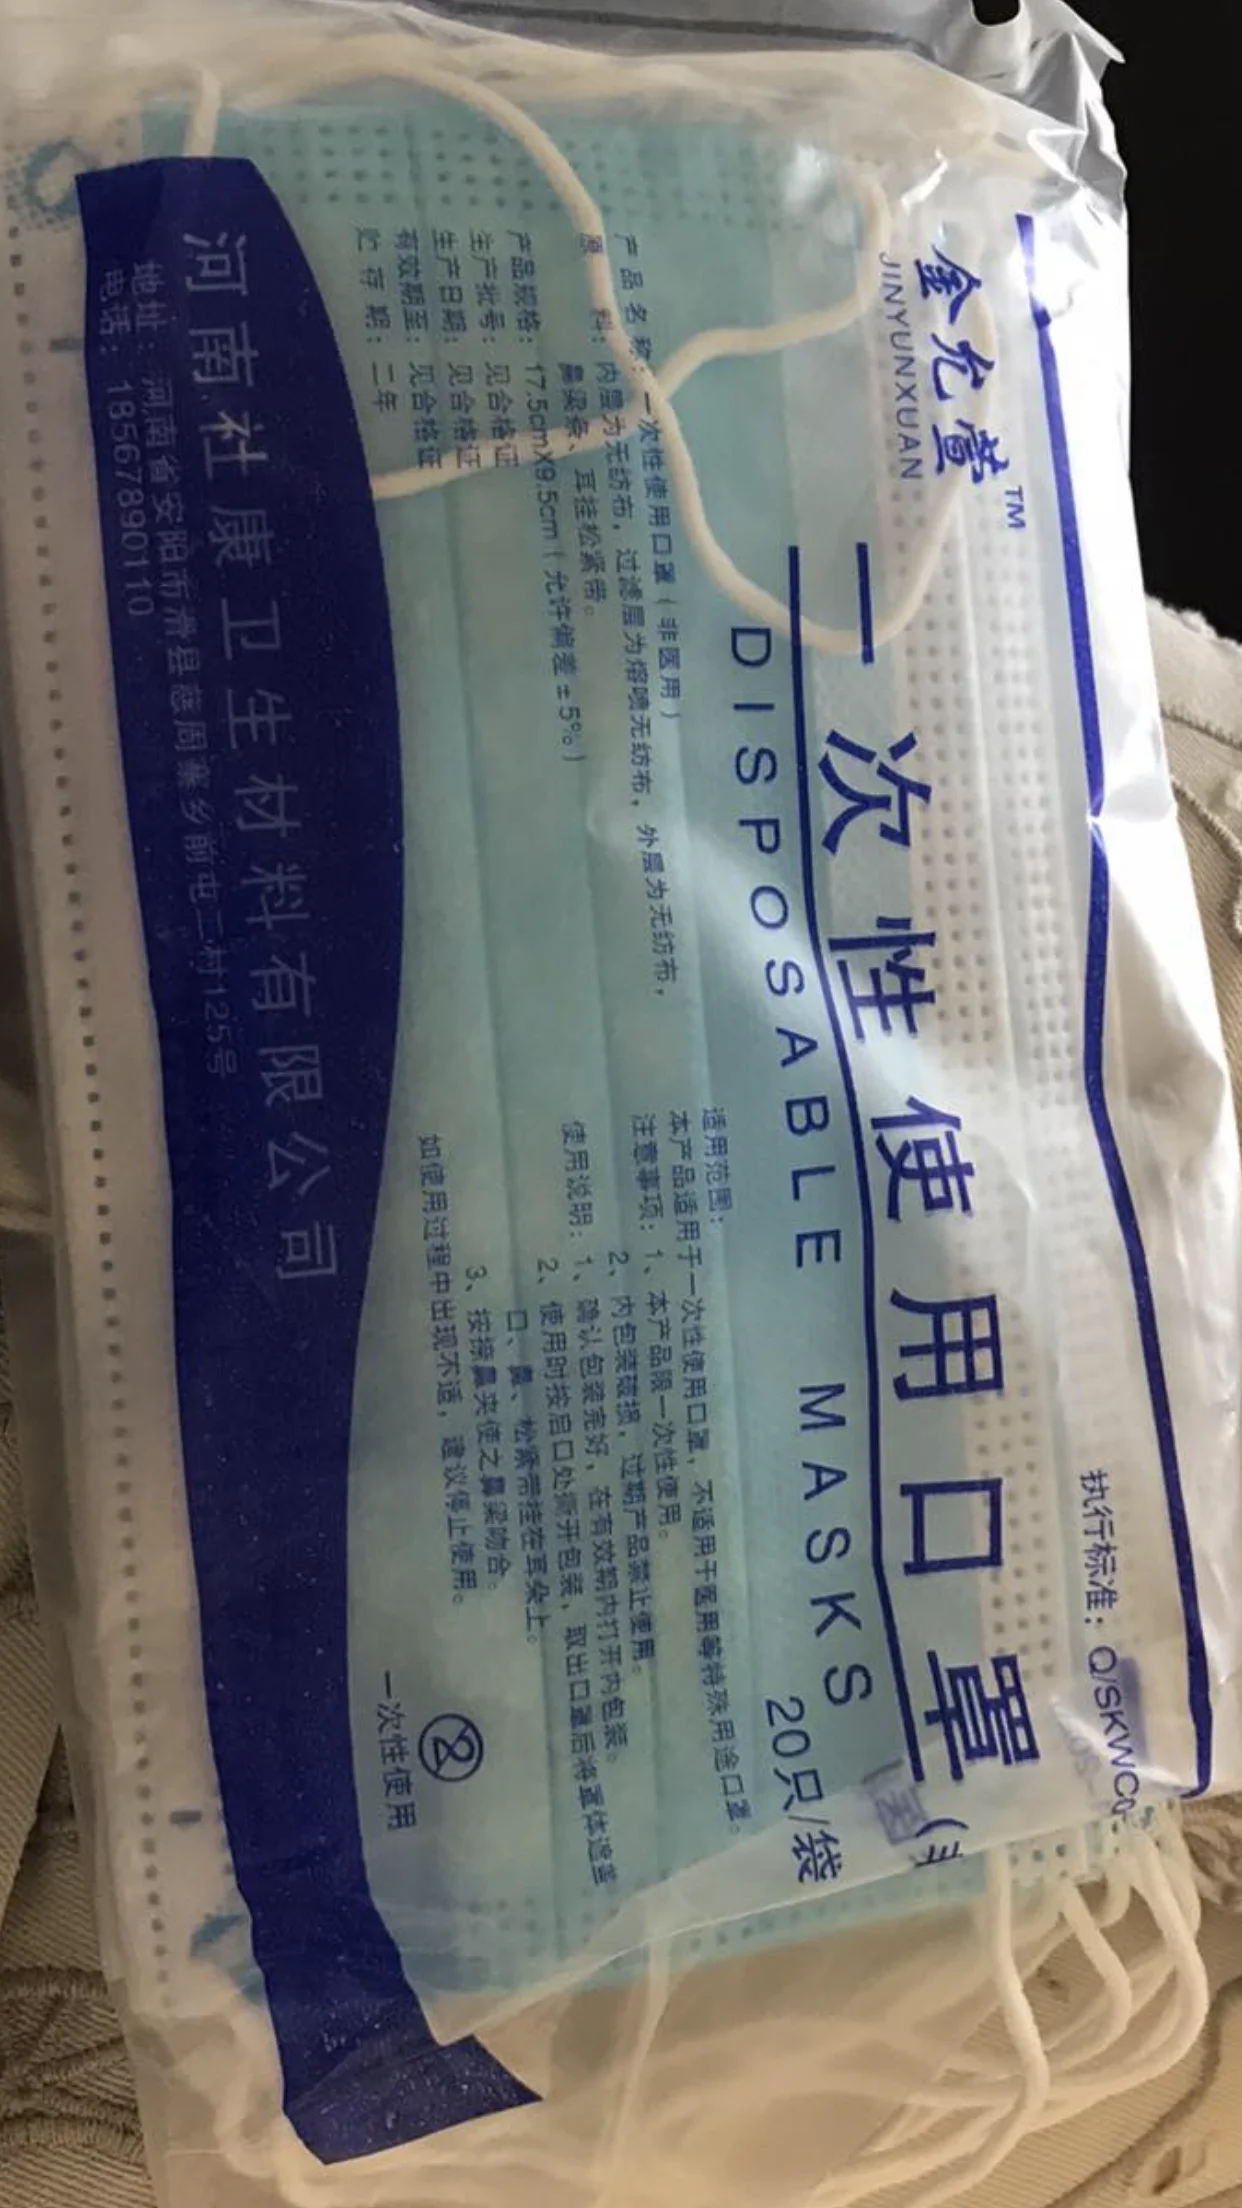 金允萱™
JINYUNXUAN
执行标准：Q/SKWC0
一次性使用口罩(非
DISPOSABLE MASKS
20只/袋
产品名称：一次性使用口罩（非医用）
原 料：内层为无纺布，过滤层为熔喷无纺布，外层为无纺布，
鼻梁条、耳挂松紧带。
产品规格：17.5cmX9.5cm（允许偏差±5%）
生产批号：见合格证
生产日期：见合格证
有效期至：见合格证
贮存期：二年
适用范围：
本产品适用于一次性使用口罩，不适用于医用等特殊用途口罩。
注意事项：1、本产品限一次性使用。
2、内包装破损，过期产品禁止使用。
使用说明：1、确认包装完好，在有效期内打开内包装。
2、使用时按启口处撕开包装，取出口罩后将罩体遮盖
口、鼻、松紧带挂在耳朵上。
3、按捺鼻夹使之鼻梁吻合。
如使用过程中出现不适，建议停止使用。
2
一次性使用
河南社康卫生材料有限公司
地址：河南省安阳市滑县慈周寨乡前屯二村125号
电话：18567890110